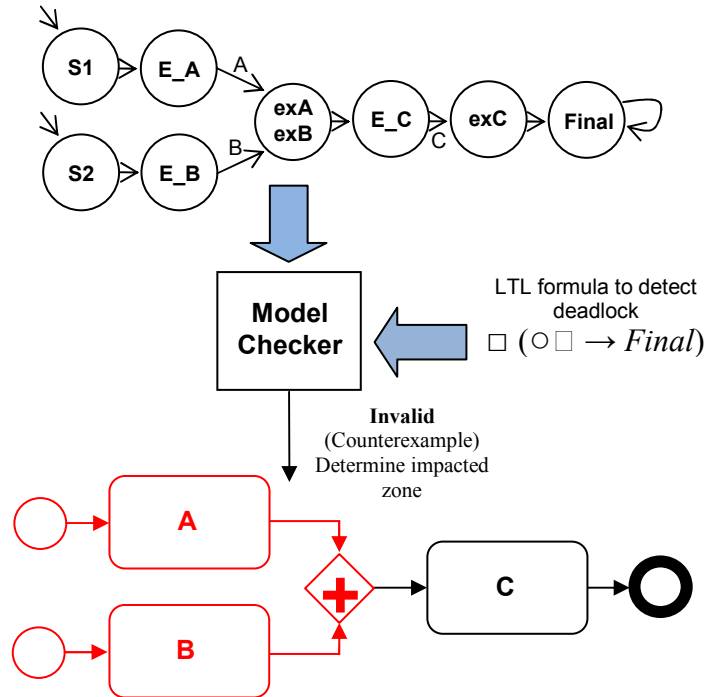 S1
E_A
A
exA
exB
E_C
C
exC
Final
S2
E_B
B
Model
Checker
LTL formula to detect
deadlock
□ (○□ → Final)
Invalid
(Counterexample)
Determine impacted
zone
A
B
C